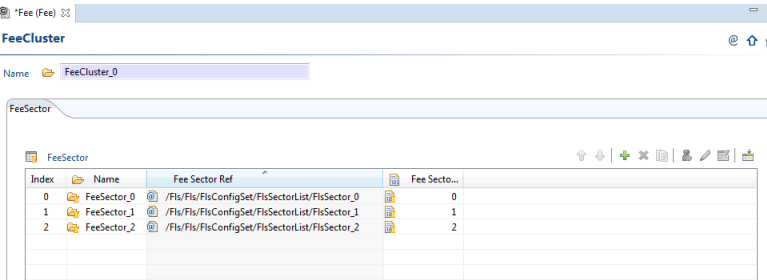 *Fee (Fee)
FeeCluster
Name FeeCluster_0
FeeSector
FeeSector
Index Name Fee Sector Ref Fee Secto...
0 FeeSector_0 /Fls/Fls/FlsConfigSet/FlsSectorList/FlsSector_0 0
1 FeeSector_1 /Fls/Fls/FlsConfigSet/FlsSectorList/FlsSector_1 1
2 FeeSector_2 /Fls/Fls/FlsConfigSet/FlsSectorList/FlsSector_2 2